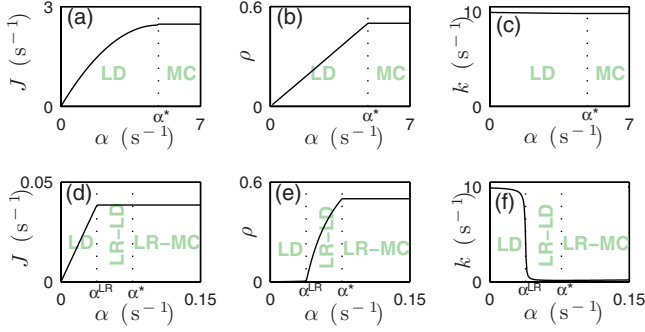 (a)
3
J (s⁻¹)
LD
MC
0
α*
0
7
α (s⁻¹)
(b)
0.6
ρ
LD
MC
0
α*
0
7
α (s⁻¹)
(c)
10
k (s⁻¹)
LD
MC
0
α*
0
7
α (s⁻¹)
(d)
0.05
J (s⁻¹)
LD
LR−LD
LR−MC
0
αᴸᴿ
α*
0
0.15
α (s⁻¹)
(e)
0.6
ρ
LD
LR−LD
LR−MC
0
αᴸᴿ
α*
0
0.15
α (s⁻¹)
(f)
10
k (s⁻¹)
LD
LR−LD
LR−MC
0
αᴸᴿ
α*
0
0.15
α (s⁻¹)